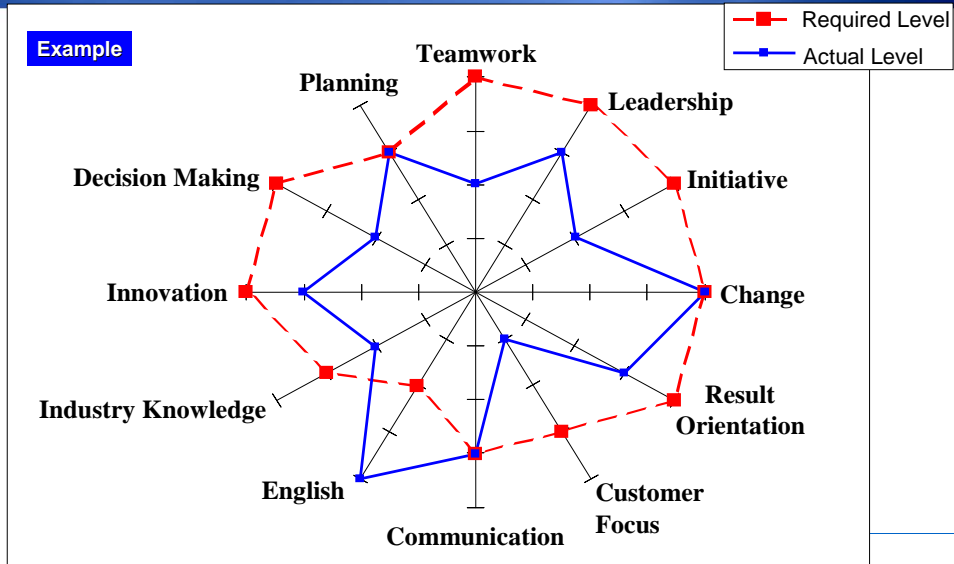 Required Level
Actual Level
Example
Teamwork
Planning
Leadership
Decision Making
Initiative
Innovation
Change
Industry Knowledge
Result
Orientation
English
Customer
Focus
Communication